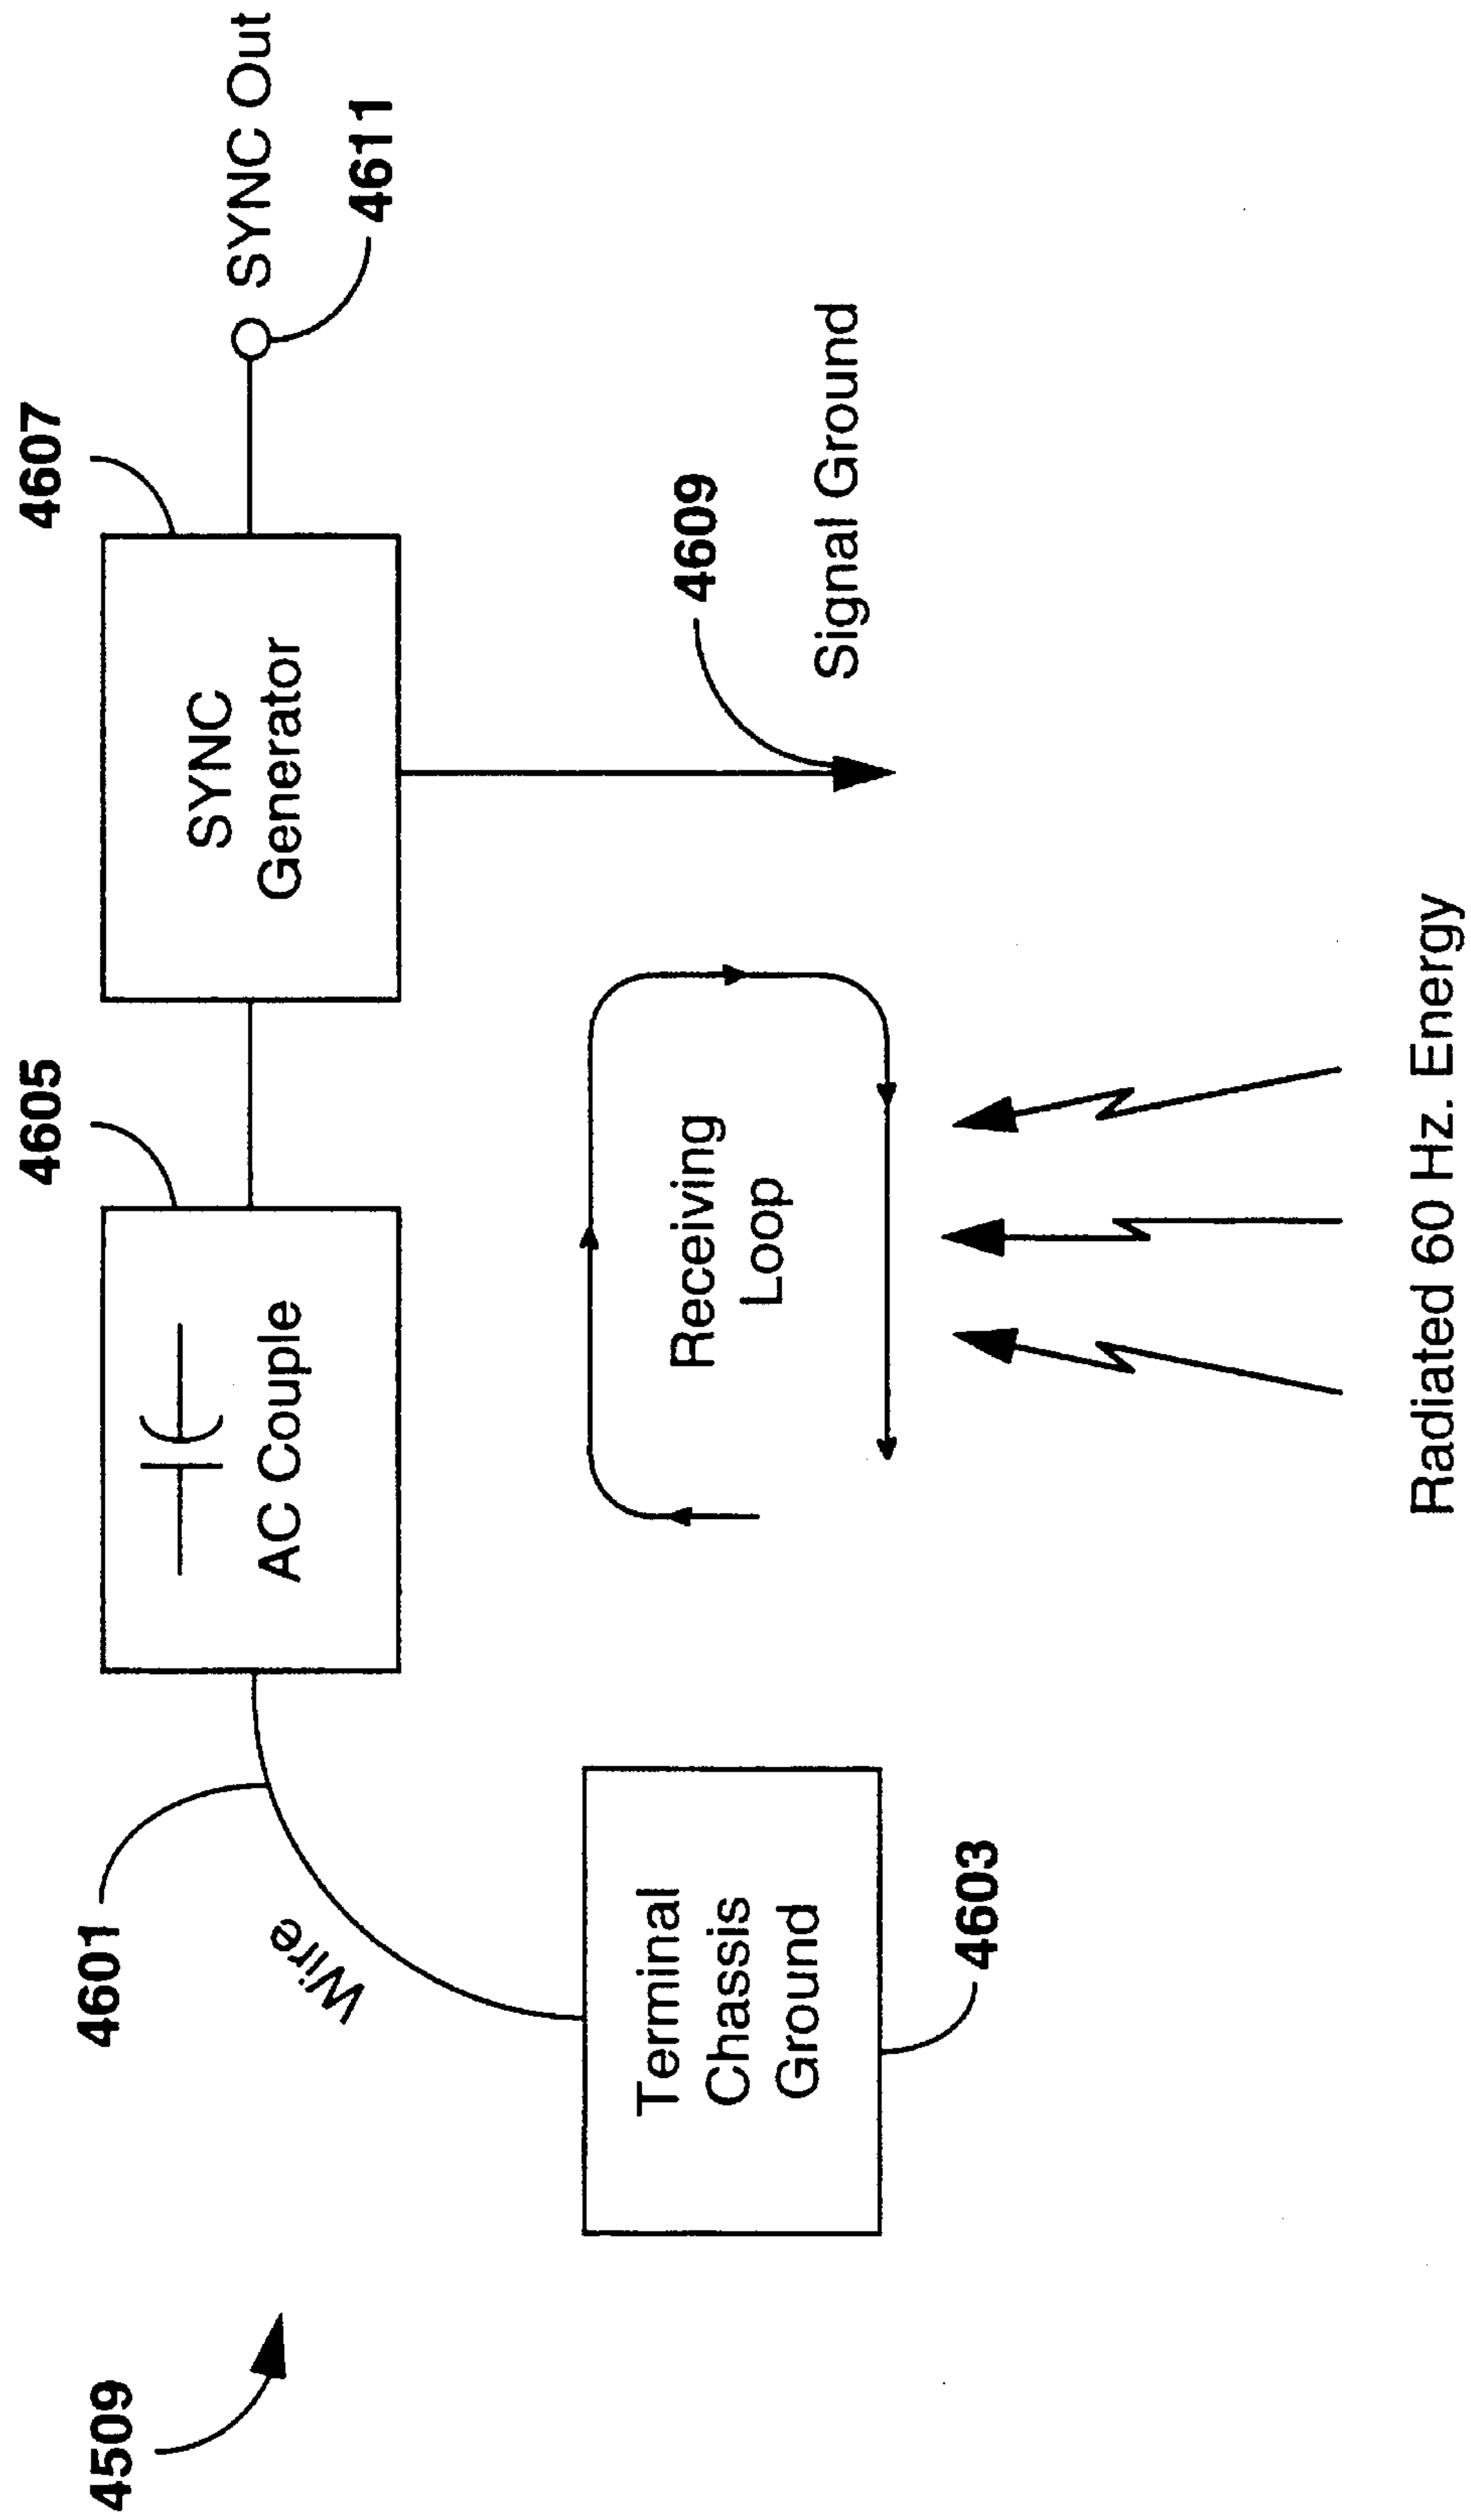 4509
4601
Wire
4605
AC Couple
4607
SYNC
Generator
SYNC Out
4611
Terminal
Chassis
Ground
4603
Receiving
Loop
4609
Signal Ground
Radiated 60 Hz. Energy